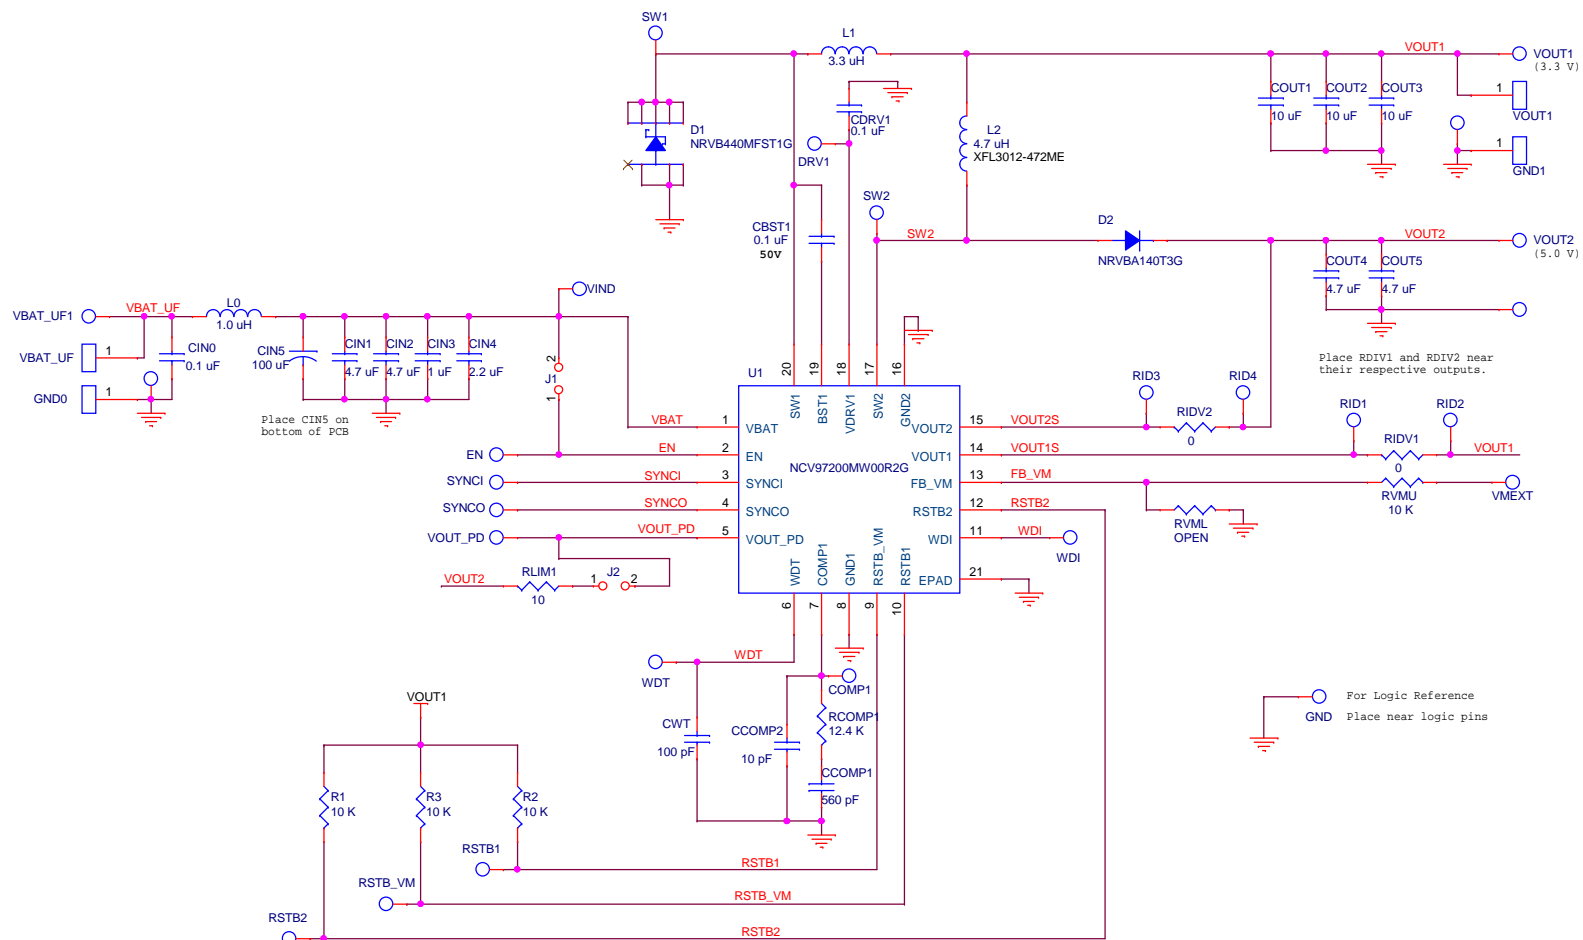 SW1
L1
3.3 uH
VOUT1
VOUT1
(3.3 V)
COUT1
10 uF
COUT2
10 uF
COUT3
10 uF
1
VOUT1
1
GND1
CDRV1
0.1 uF
DRV1
D1
NRVB440MFST1G
L2
4.7 uH
XFL3012-472ME
SW2
SW2
CBST1
0.1 uF
50V
D2
NRVBA140T3G
VOUT2
VOUT2
(5.0 V)
COUT4
4.7 uF
COUT5
4.7 uF
Place RDIV1 and RDIV2 near
their respective outputs.
VIND
VBAT_UF1
VBAT_UF
L0
1.0 uH
VBAT_UF
1
GND0
1
CIN0
0.1 uF
CIN5
100 uF
CIN1
4.7 uF
CIN2
4.7 uF
CIN3
1 uF
CIN4
2.2 uF
Place CIN5 on
bottom of PCB
2
J1
1
U1
20
19
18
17
16
SW1
BST1
VDRV1
SW2
GND2
VBAT
1
VBAT
EN
EN
2
EN
SYNCI
SYNCI
3
SYNCI
SYNCO
SYNCO
4
SYNCO
VOUT_PD
VOUT_PD
5
VOUT_PD
NCV97200MW00R2G
VOUT2
15
VOUT2S
VOUT1
14
VOUT1S
FB_VM
13
FB_VM
RSTB2
12
RSTB2
WDI
11
WDI
WDI
EPAD
21
WDT
COMP1
GND1
RSTB_VM
RSTB1
6
7
8
9
10
RID3
RID4
RIDV2
0
RID1
RID2
RIDV1
0
VOUT1
RVMU
10 K
VMEXT
RVML
OPEN
VOUT2
RLIM1
10
1
J2
2
WDT
WDT
COMP1
CWT
100 pF
CCOMP2
10 pF
RCOMP1
12.4 K
CCOMP1
560 pF
GND
For Logic Reference
Place near logic pins
VOUT1
R1
10 K
R3
10 K
R2
10 K
RSTB1
RSTB1
RSTB_VM
RSTB_VM
RSTB2
RSTB2